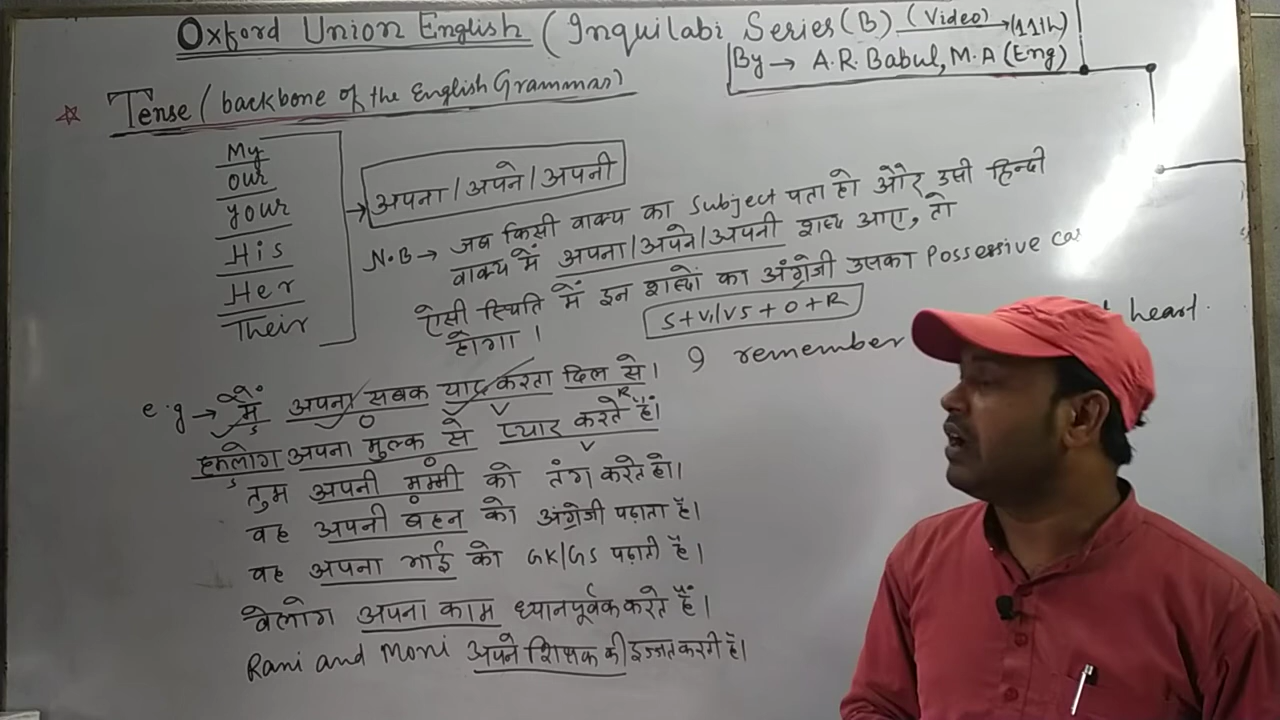 Oxford Union English (Inquilabi Series (B) (Video) → (11th)
By → A.R. Babul, M.A (Eng)
☆ Tense (backbone of the English Grammar)
My
our
your
His
Her
Their
→ अपना / अपने / अपनी
N.B → जब किसी वाक्य का Subject पता हो और उसी हिन्दी
वाक्य में अपना/अपने/अपनी शब्द आए, तो
ऐसी स्थिति में इन शब्दों का अंग्रेजी उसका Possessive
होगा ।
S+V1/V5 + O + R
e.g → मैं अपना सबक याद करता दिल से। I remember heart.
S O V R
हमलोग अपना मुल्क से प्यार करते हैं।
S O V
तुम अपनी मम्मी को तंग करते हो।
O
वह अपनी बहन को अंग्रेजी पढ़ाता है।
वह अपना भाई को GK/GS पढ़ाती है।
वेलोग अपना काम ध्यानपूर्वक करते हैं।
Rani and Moni अपने शिक्षक की इज्जत करती है।